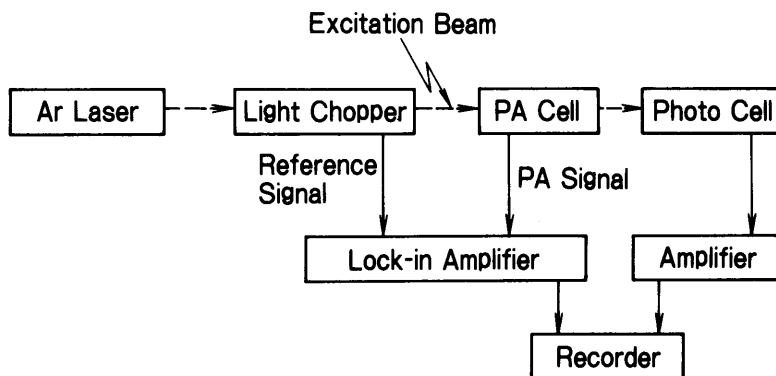 Excitation Beam
Ar Laser
Light Chopper
PA Cell
Photo Cell
Reference
Signal
PA Signal
Lock-in Amplifier
Amplifier
Recorder